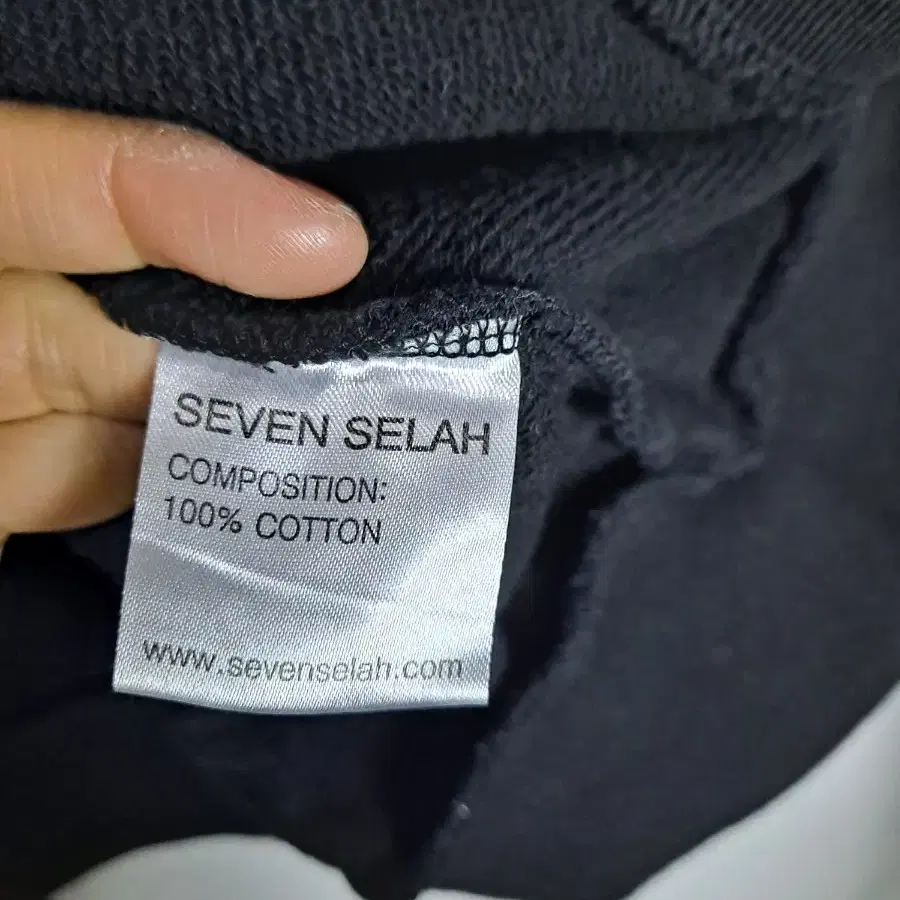 SEVEN SELAH
COMPOSITION:
100% COTTON
www.sevenselah.com